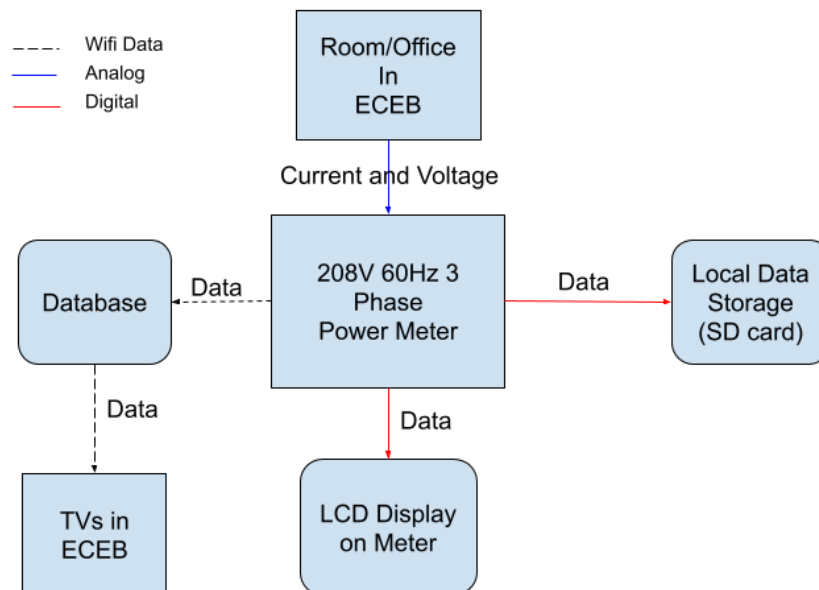 Wifi Data
Analog
Digital
Room/Office
In
ECEB
Current and Voltage
Database
Data
208V 60Hz 3
Phase
Power Meter
Data
Local Data
Storage
(SD card)
Data
Data
TVs in
ECEB
LCD Display
on Meter